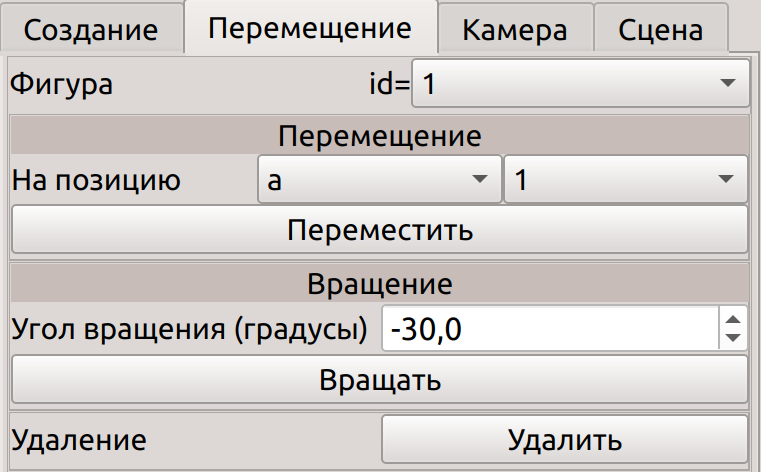 Создание Перемещение Камера Сцена
Фигура id= 1
Перемещение
На позицию a 1
Переместить
Вращение
Угол вращения (градусы) -30,0
Вращать
Удаление Удалить